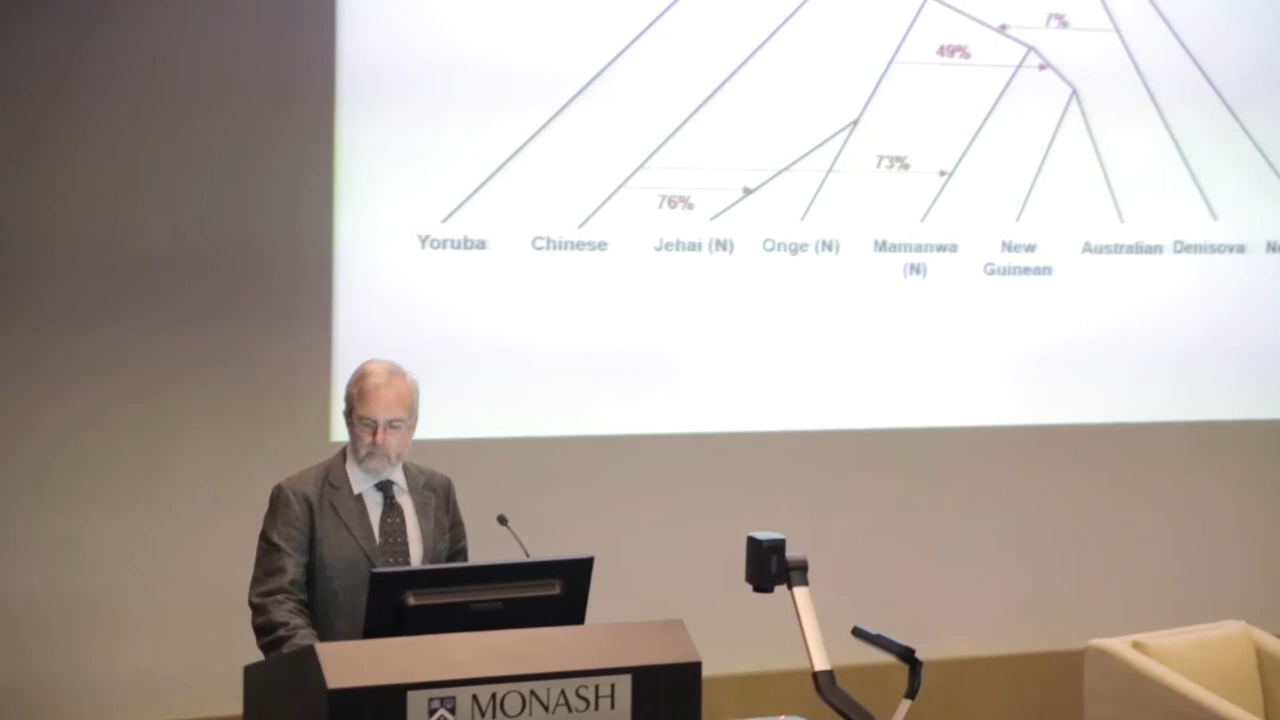 7%
49%
73%
76%
Yoruba Chinese Jehai (N) Onge (N) Mamanwa (N) New Guinean Australian Denisova
MONASH